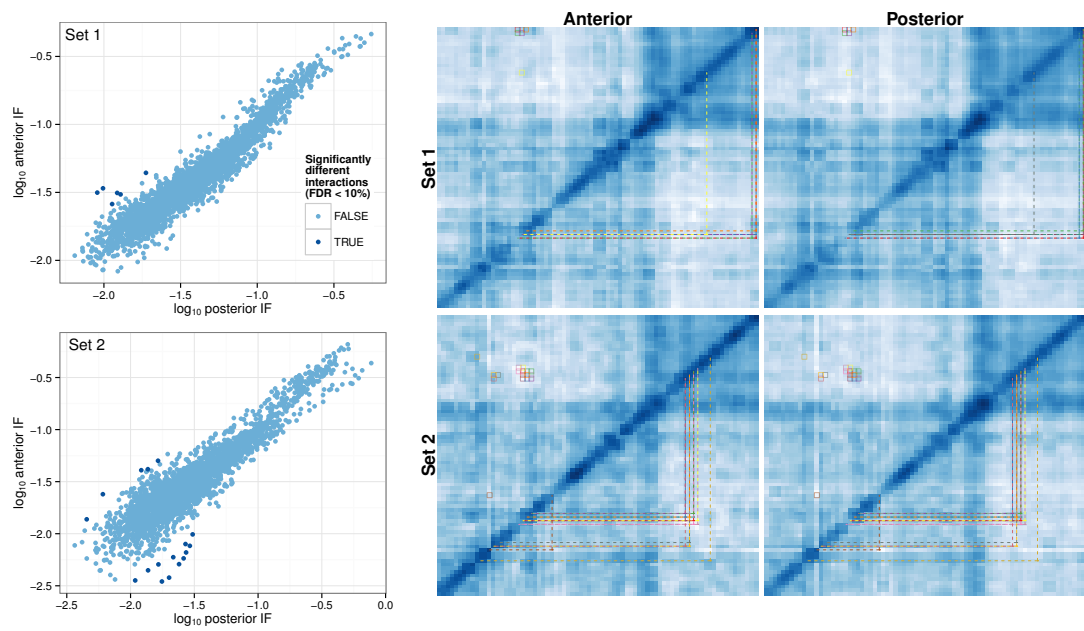 Set 1
−0.5
−1.0
−1.5
−2.0
log10 anterior IF
−2.0
−1.5
−1.0
−0.5
log10 posterior IF
Significantly
different
interactions
(FDR < 10%)
FALSE
TRUE
Set 2
−0.5
−1.0
−1.5
−2.0
−2.5
log10 anterior IF
−2.5
−2.0
−1.5
−1.0
−0.5
0.0
log10 posterior IF
Anterior
Posterior
Set 1
Set 2